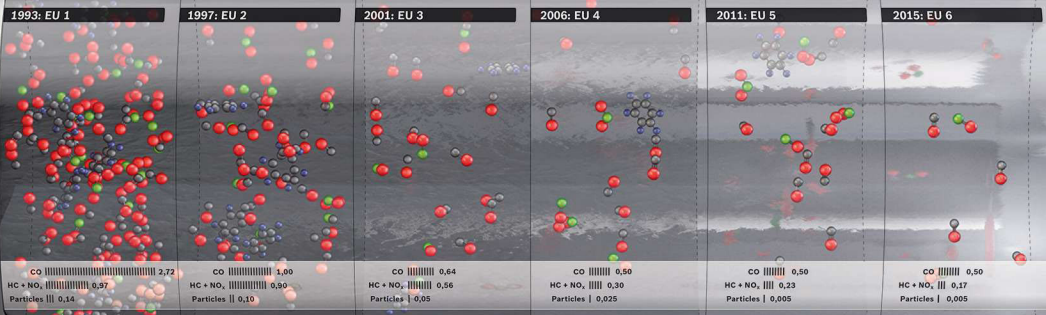 1993: EU 1
CO 2,72
HC + NOx 0,97
Particles 0,14
1997: EU 2
CO 1,00
HC + NOx 0,90
Particles 0,10
2001: EU 3
CO 0,64
HC + NOx 0,56
Particles 0,05
2006: EU 4
CO 0,50
HC + NOx 0,30
Particles 0,025
2011: EU 5
CO 0,50
HC + NOx 0,23
Particles 0,005
2015: EU 6
CO 0,50
HC + NOx 0,17
Particles 0,005